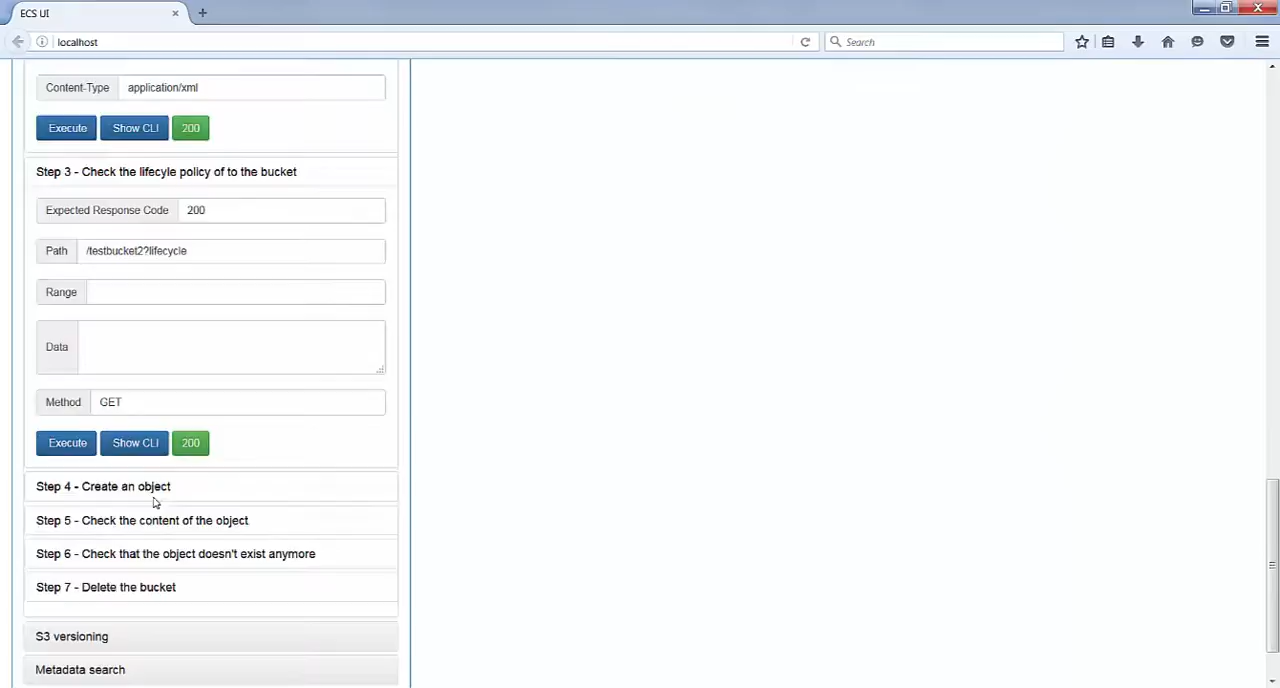 ECS UI
localhost
Search
Content-Type application/xml
Execute Show CLI 200
Step 3 - Check the lifecyle policy of to the bucket
Expected Response Code 200
Path /testbucket2?lifecycle
Range
Data
Method GET
Execute Show CLI 200
Step 4 - Create an object
Step 5 - Check the content of the object
Step 6 - Check that the object doesn't exist anymore
Step 7 - Delete the bucket
S3 versioning
Metadata search